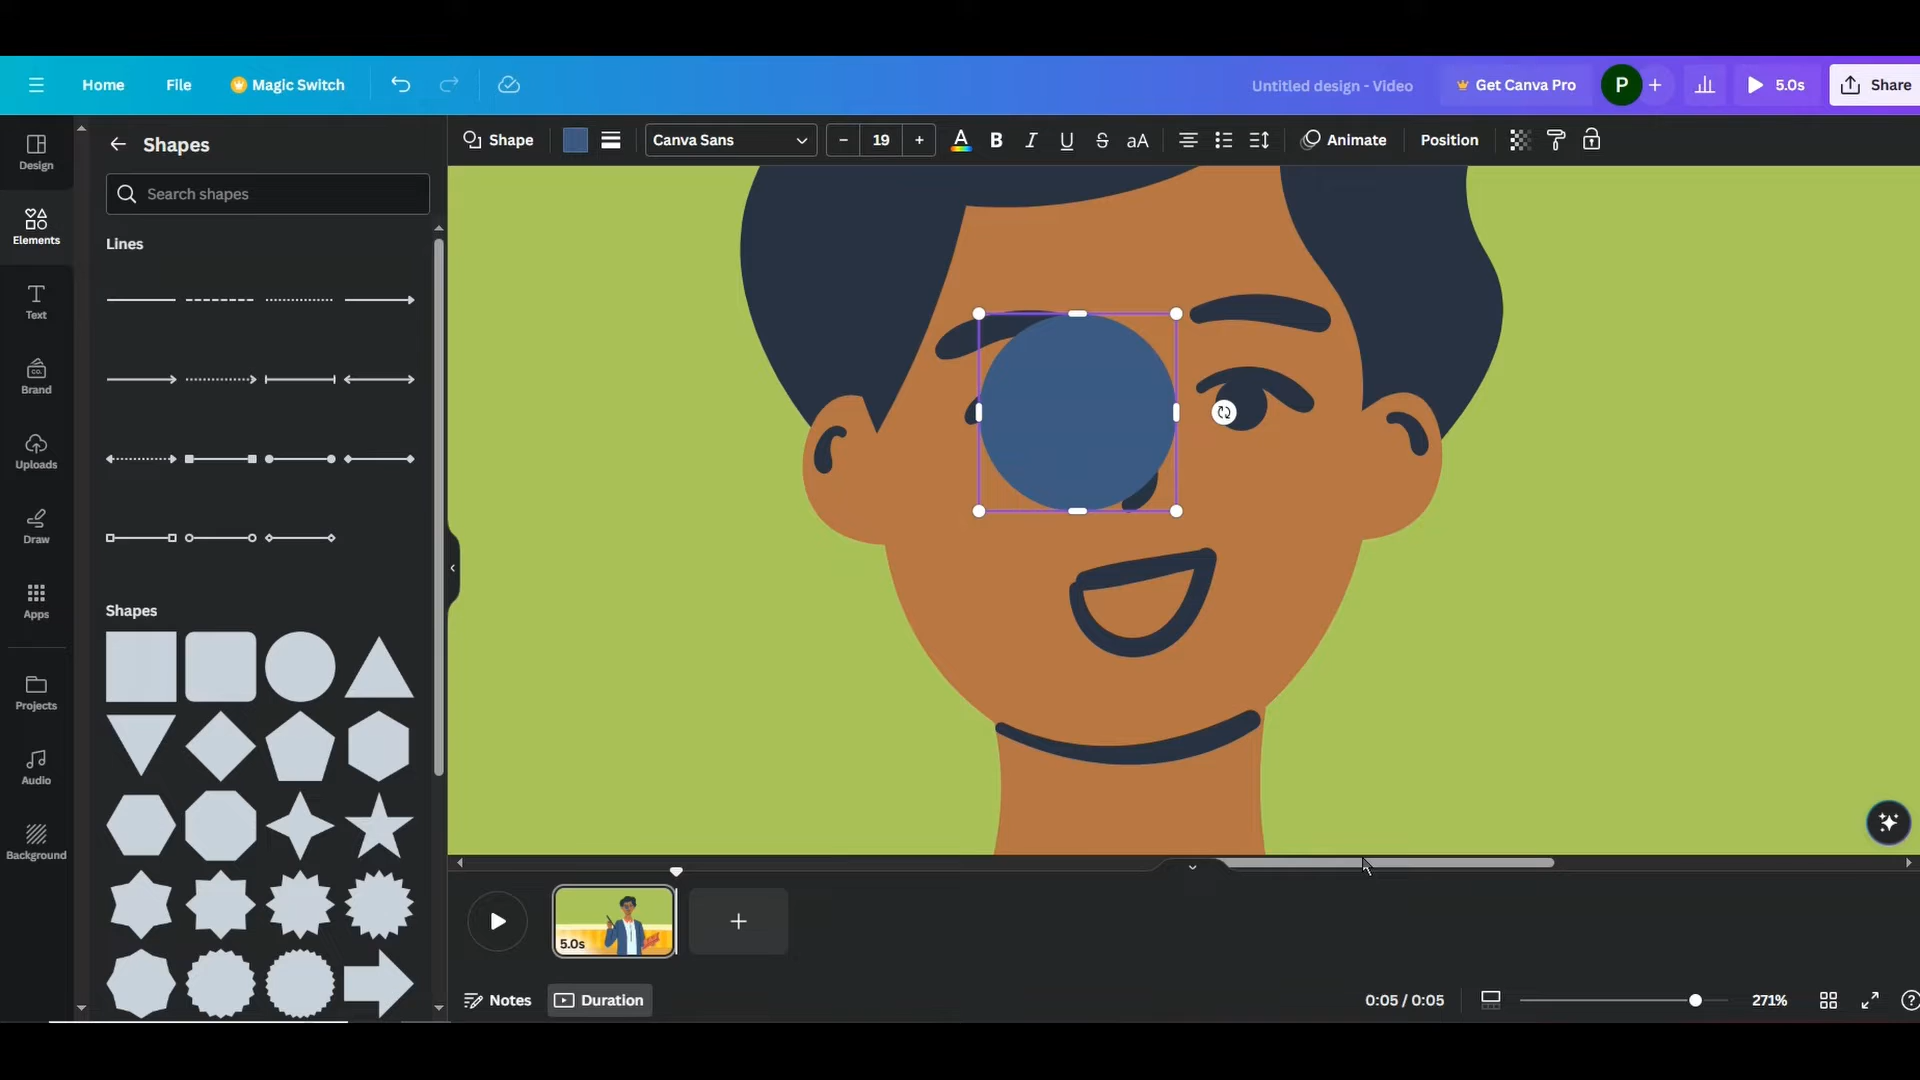 Home File Magic Switch Untitled design - Video Get Canva Pro P + 5.0s Share
Design
Elements
Text
Brand
Uploads
Draw
Apps
Projects
Audio
Background
Shapes
Search shapes
Lines
Shapes
Shape Canva Sans − 19 + A B I U S aA Animate Position
5.0s
+
Notes Duration 0:05 / 0:05 271% ?